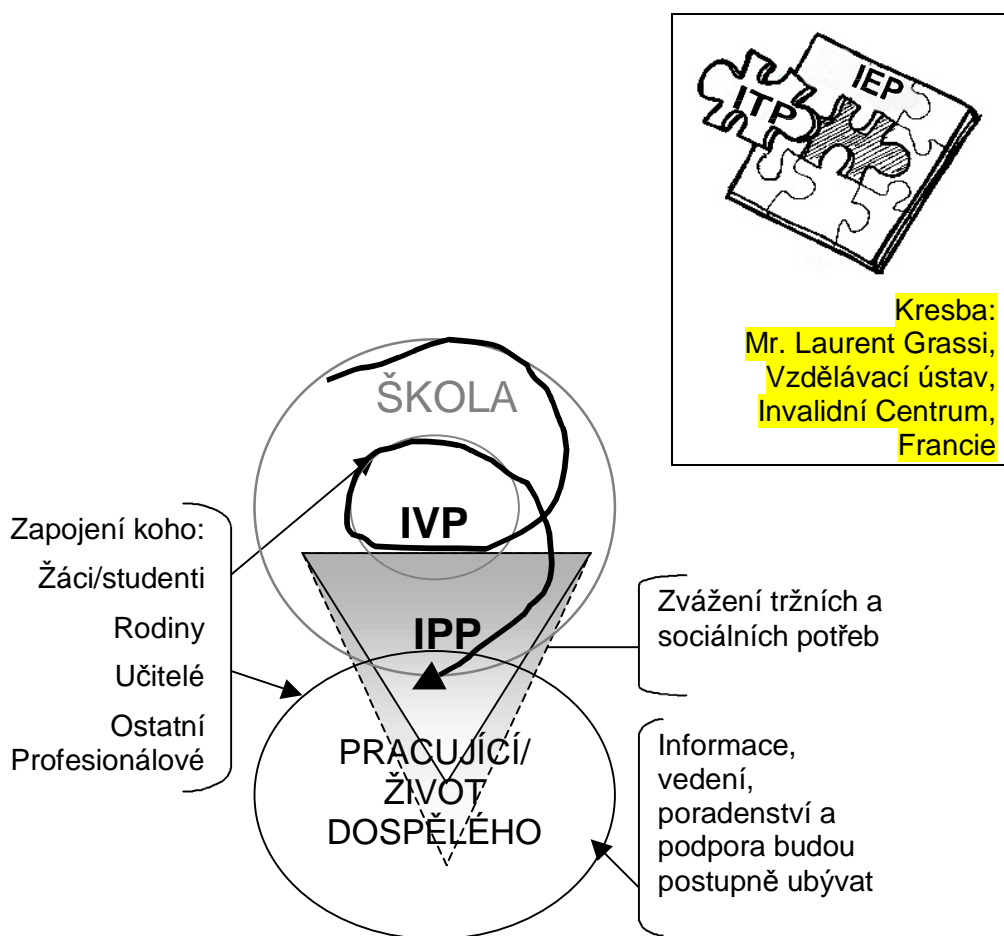 IEP
ITP
Kresba:
Mr. Laurent Grassi,
Vzdělávací ústav,
Invalidní Centrum,
Francie
ŠKOLA
IVP
IPP
PRACUJÍCÍ/
ŽIVOT
DOSPĚLÉHO
Zapojení koho:
Žáci/studenti
Rodiny
Učitelé
Ostatní
Profesionálové
Zvážení tržních a
sociálních potřeb
Informace,
vedení,
poradenství a
podpora budou
postupně ubývat